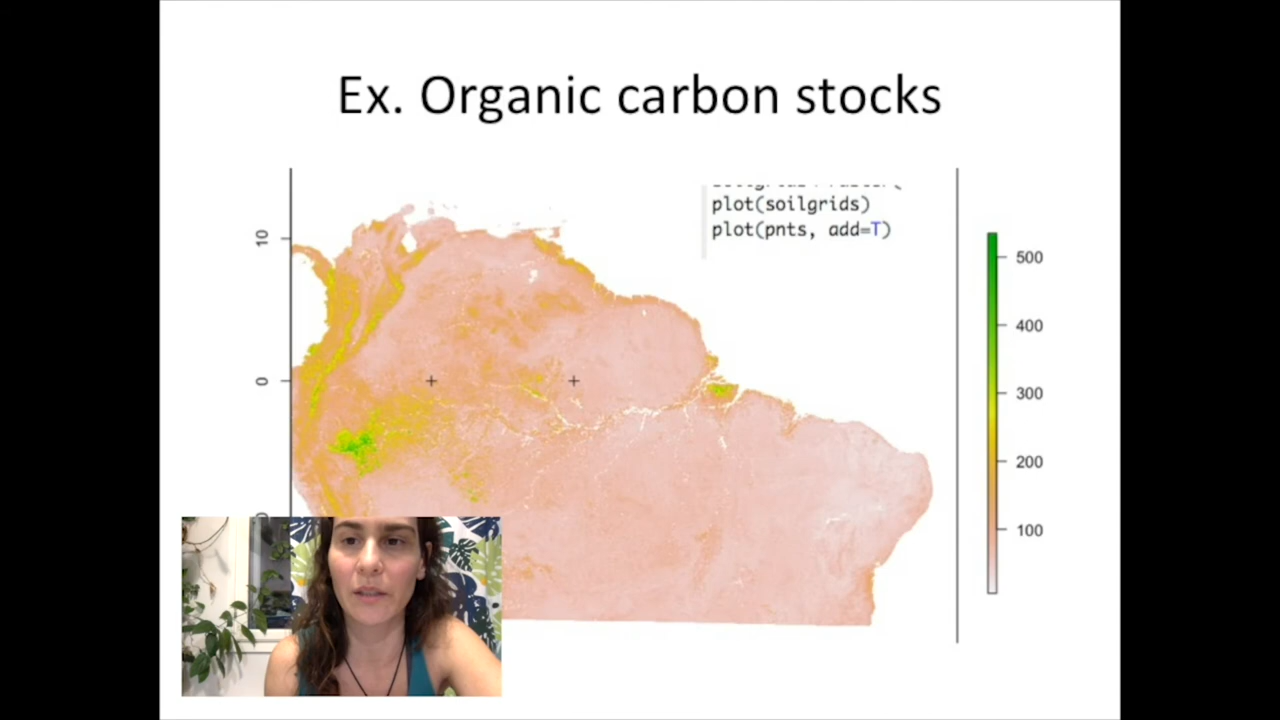 Ex. Organic carbon stocks
plot(soilgrids)
plot(pnts, add=T)
10
0
500
400
300
200
100